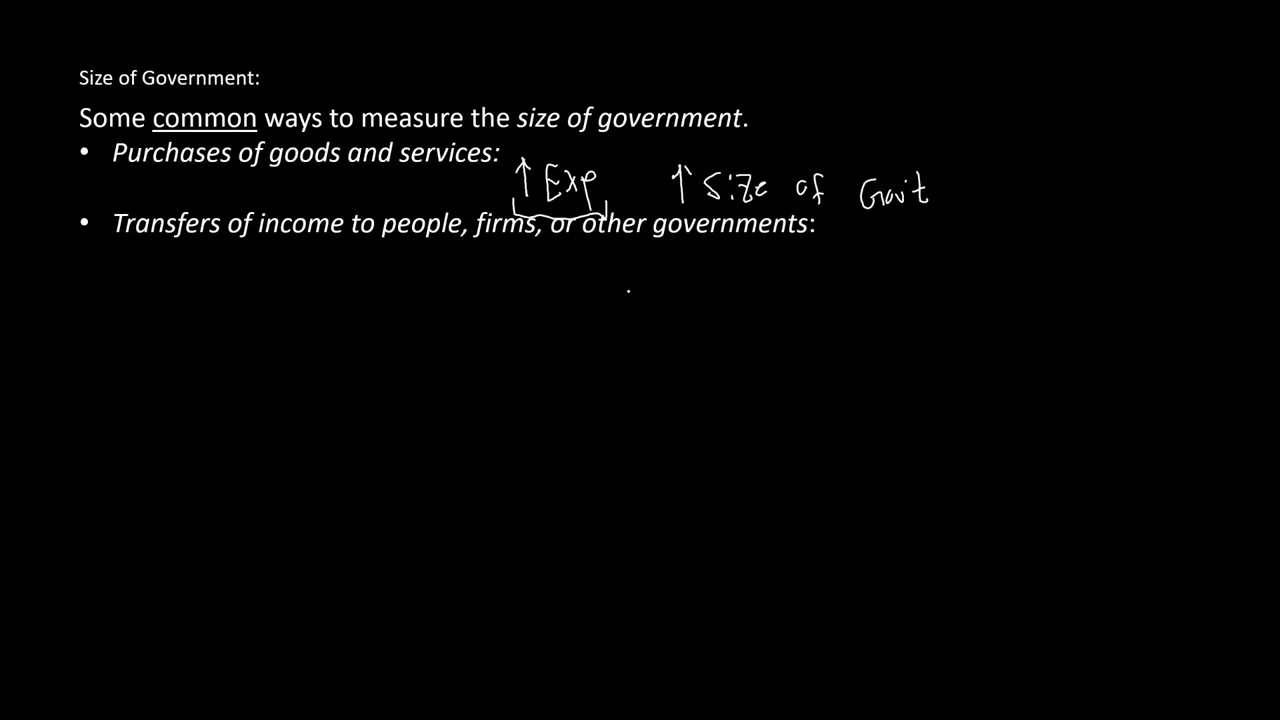 Size of Government:
Some common ways to measure the size of government.
• Purchases of goods and services:
↑ Exp ↑ Size of Gov't
• Transfers of income to people, firms, or other governments: